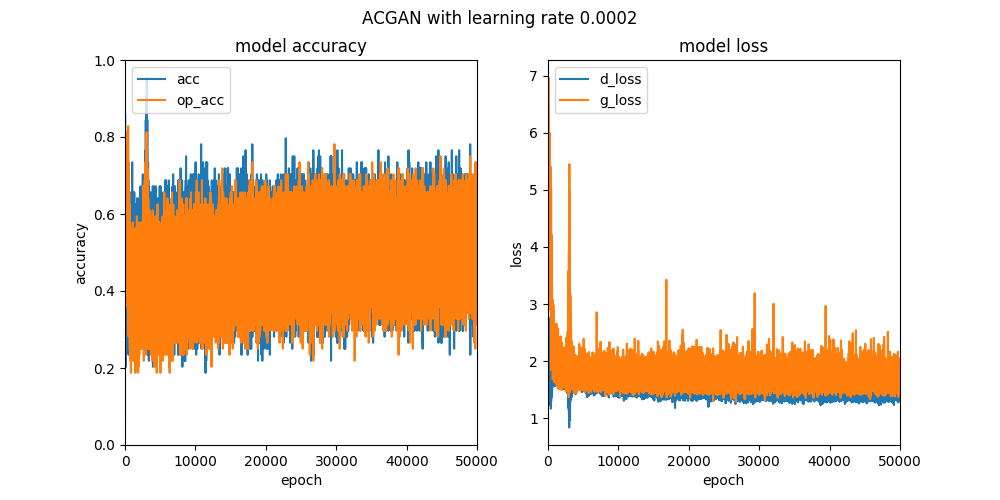 ACGAN with learning rate 0.0002
model accuracy
acc
op_acc
1.0
0.8
0.6
0.4
0.2
0.0
accuracy
0 10000 20000 30000 40000 50000
epoch
model loss
d_loss
g_loss
7
6
5
4
3
2
1
loss
0 10000 20000 30000 40000 50000
epoch